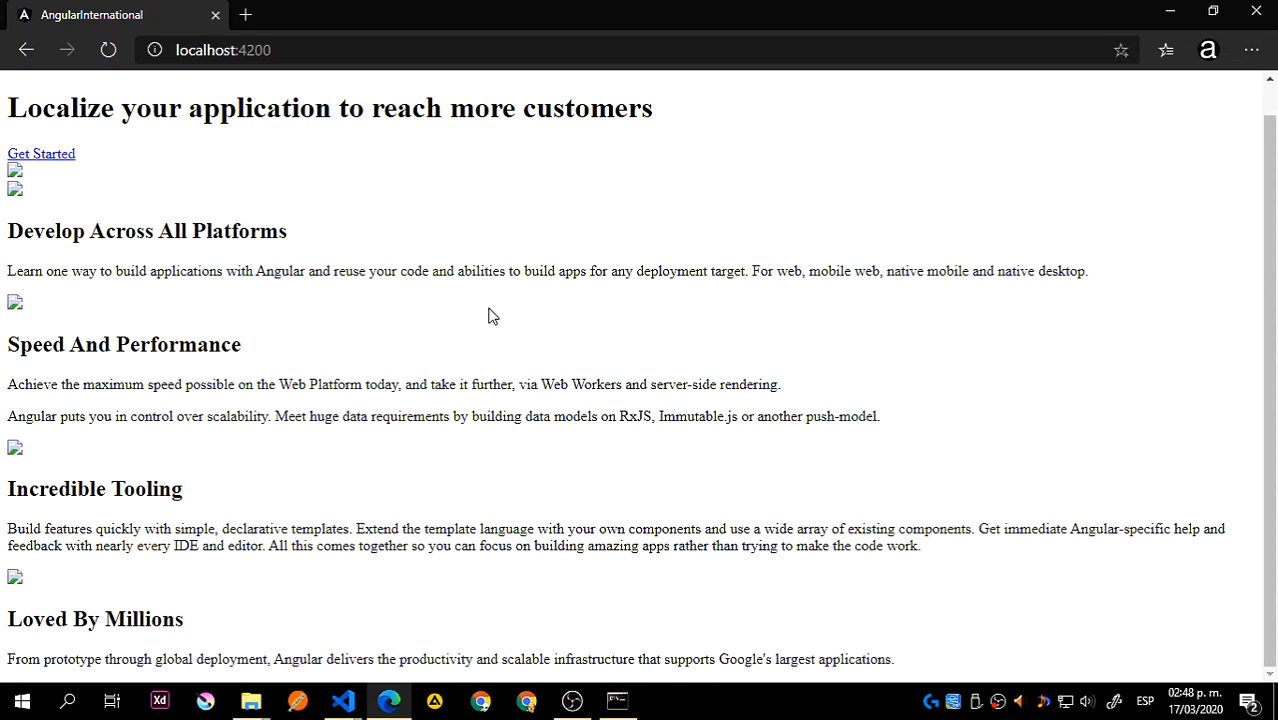 AngularInternational
localhost:4200
Localize your application to reach more customers
Get Started
Develop Across All Platforms
Learn one way to build applications with Angular and reuse your code and abilities to build apps for any deployment target. For web, mobile web, native mobile and native desktop.
Speed And Performance
Achieve the maximum speed possible on the Web Platform today, and take it further, via Web Workers and server-side rendering.
Angular puts you in control over scalability. Meet huge data requirements by building data models on RxJS, Immutable.js or another push-model.
Incredible Tooling
Build features quickly with simple, declarative templates. Extend the template language with your own components and use a wide array of existing components. Get immediate Angular-specific help and
feedback with nearly every IDE and editor. All this comes together so you can focus on building amazing apps rather than trying to make the code work.
Loved By Millions
From prototype through global deployment, Angular delivers the productivity and scalable infrastructure that supports Google's largest applications.
Xd
ESP
02:48 p. m.
17/03/2020
2